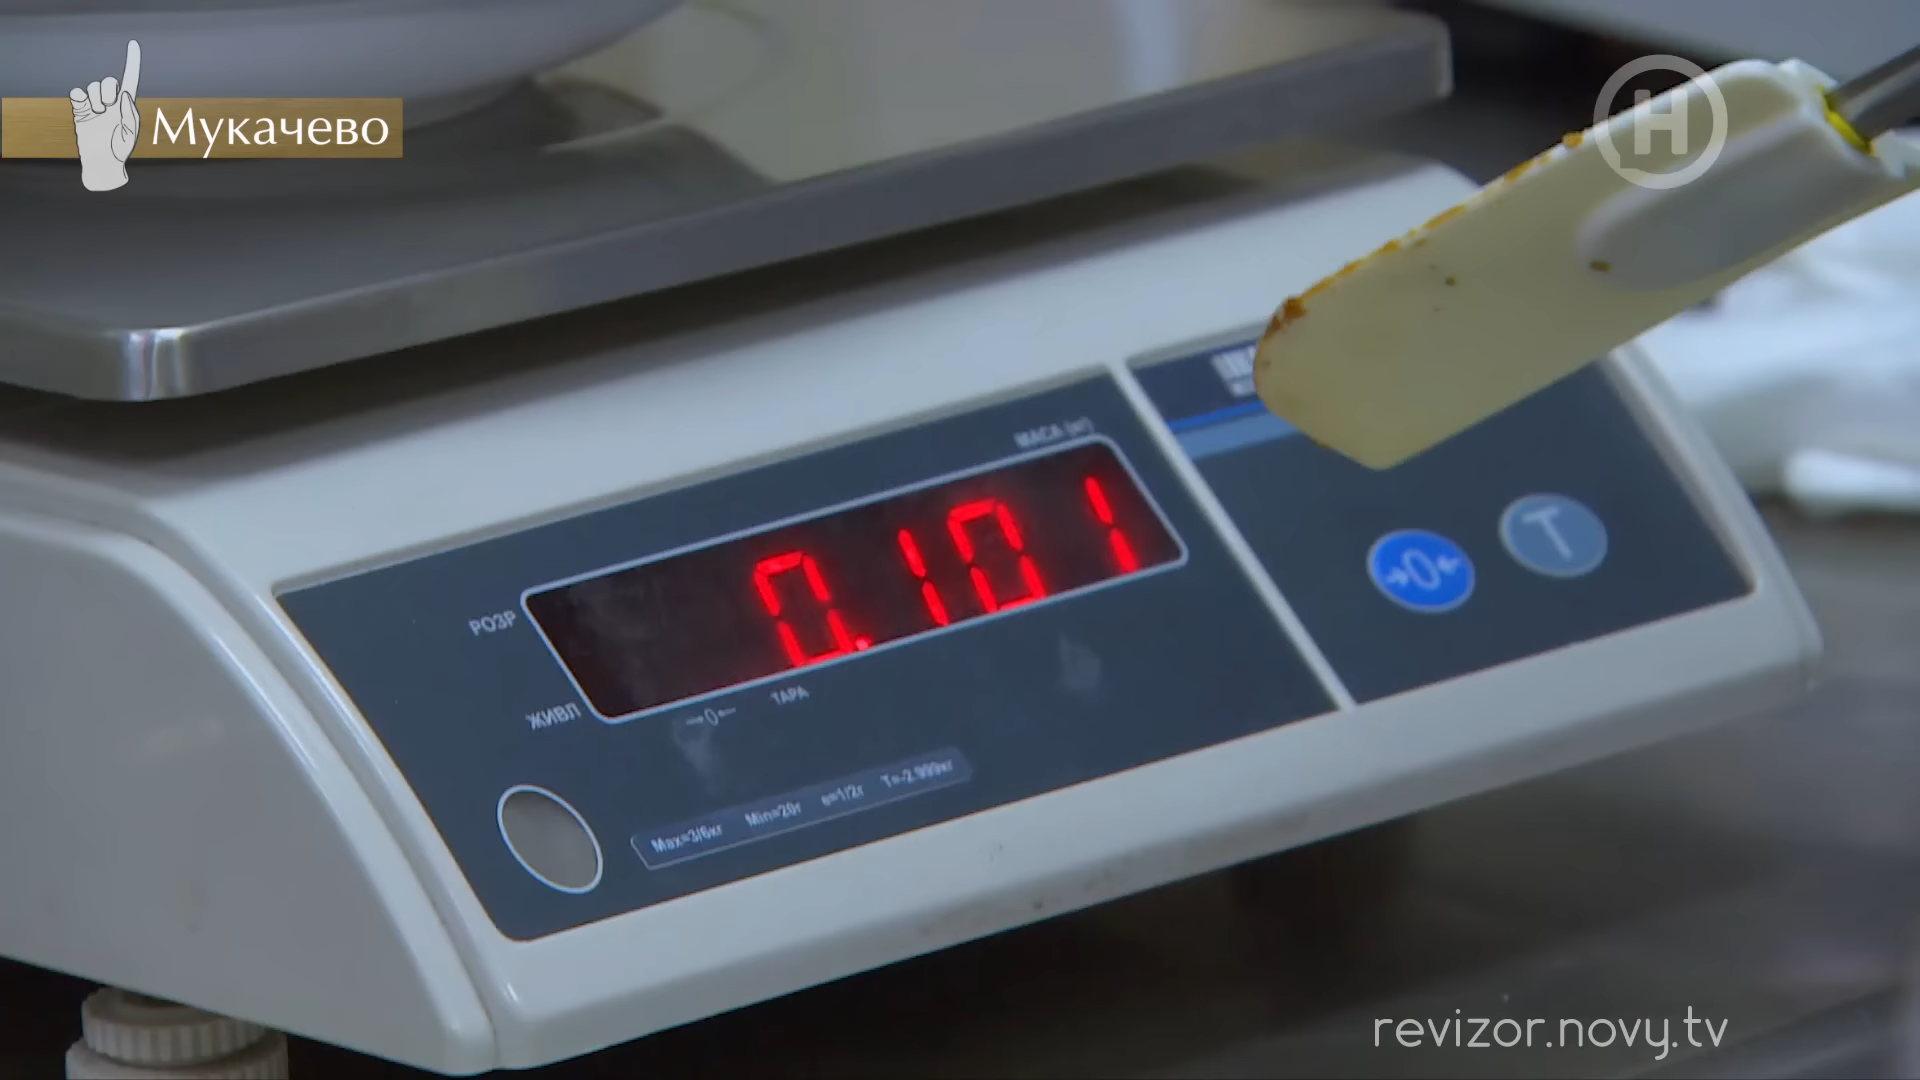 Мукачево
Н
МАСА (кг)
0.101
РОЗР
ЖИВЛ
→0←
ТАРА
Max=3/6кг Min=20г e=1/2г T=-2.999кг
→0←
T
revizor.novy.tv